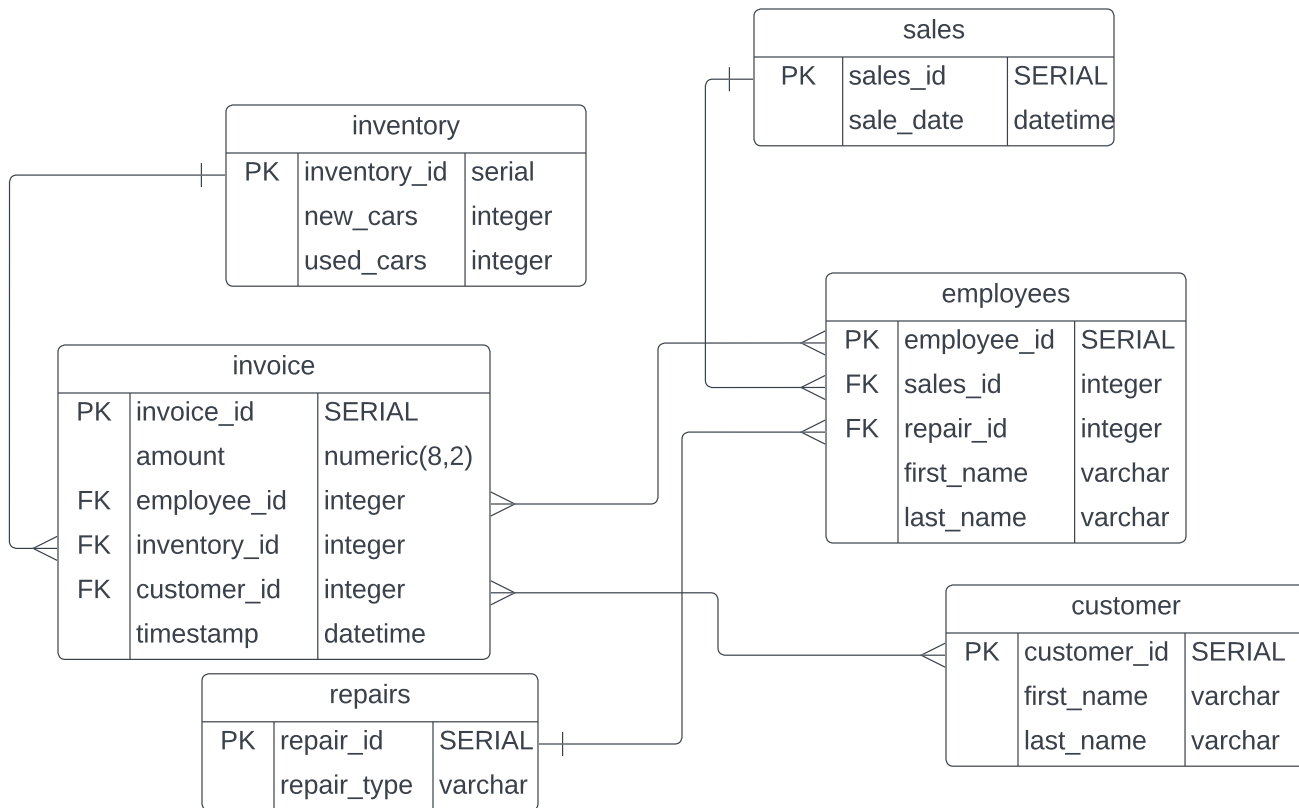 sales
PK sales_id SERIAL
sale_date datetime
inventory
PK inventory_id serial
new_cars integer
used_cars integer
employees
PK employee_id SERIAL
FK sales_id integer
FK repair_id integer
first_name varchar
last_name varchar
invoice
PK invoice_id SERIAL
amount numeric(8,2)
FK employee_id integer
FK inventory_id integer
FK customer_id integer
timestamp datetime
customer
PK customer_id SERIAL
first_name varchar
last_name varchar
repairs
PK repair_id SERIAL
repair_type varchar